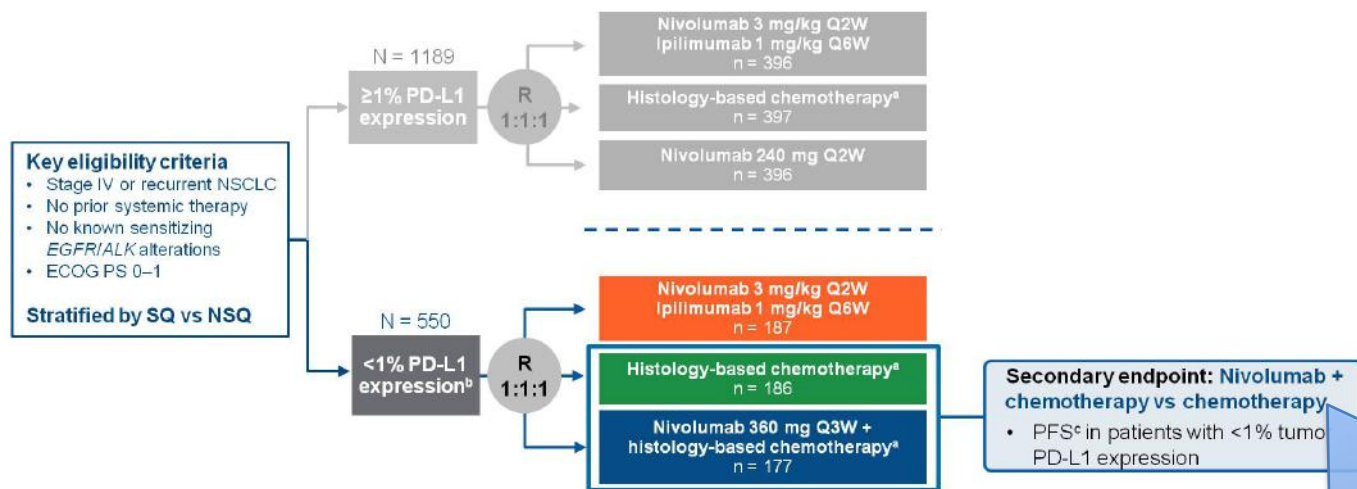 Key eligibility criteria
• Stage IV or recurrent NSCLC
• No prior systemic therapy
• No known sensitizing
EGFR/ALK alterations
• ECOG PS 0–1
Stratified by SQ vs NSQ
N = 1189
≥1% PD-L1
expression
R
1:1:1
Nivolumab 3 mg/kg Q2W
Ipilimumab 1 mg/kg Q6W
n = 396
Histology-based chemotherapyᵃ
n = 397
Nivolumab 240 mg Q2W
n = 396
N = 550
<1% PD-L1
expressionᵇ
R
1:1:1
Nivolumab 3 mg/kg Q2W
Ipilimumab 1 mg/kg Q6W
n = 187
Histology-based chemotherapyᵃ
n = 186
Nivolumab 360 mg Q3W +
histology-based chemotherapyᵃ
n = 177
Secondary endpoint: Nivolumab +
chemotherapy vs chemotherapy
• PFSᶜ in patients with <1% tumo
PD-L1 expression